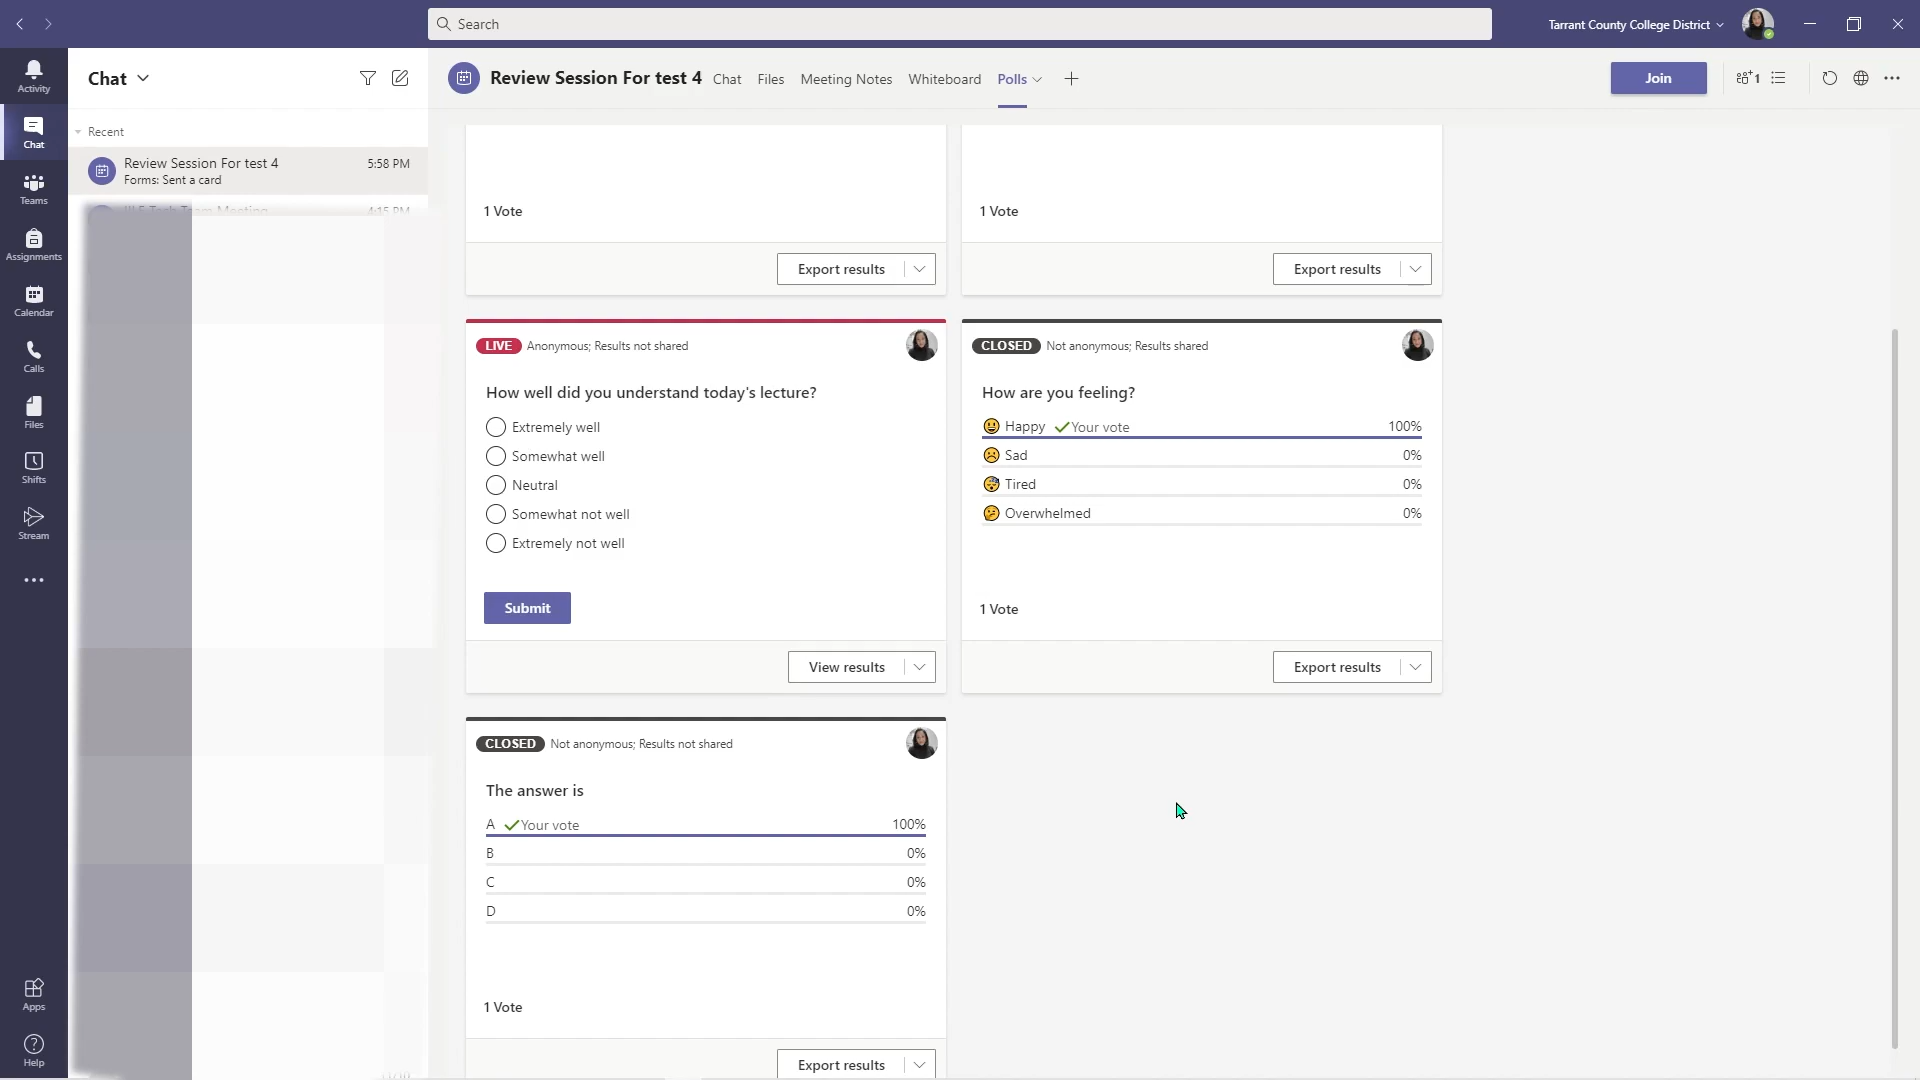 Search
Tarrant County College District
Activity
Chat
Teams
Assignments
Calendar
Calls
Files
Shifts
Stream
Apps
Help
Chat
Recent
Review Session For test 4 5:58 PM
Forms: Sent a card
Team Meeting 4:15 PM
Review Session For test 4 Chat Files Meeting Notes Whiteboard Polls Join 1
1 Vote
Export results
1 Vote
Export results
LIVE Anonymous; Results not shared
How well did you understand today's lecture?
Extremely well
Somewhat well
Neutral
Somewhat not well
Extremely not well
Submit
View results
CLOSED Not anonymous; Results shared
How are you feeling?
Happy Your vote 100%
Sad 0%
Tired 0%
Overwhelmed 0%
1 Vote
Export results
CLOSED Not anonymous; Results not shared
The answer is
A Your vote 100%
B 0%
C 0%
D 0%
1 Vote
Export results